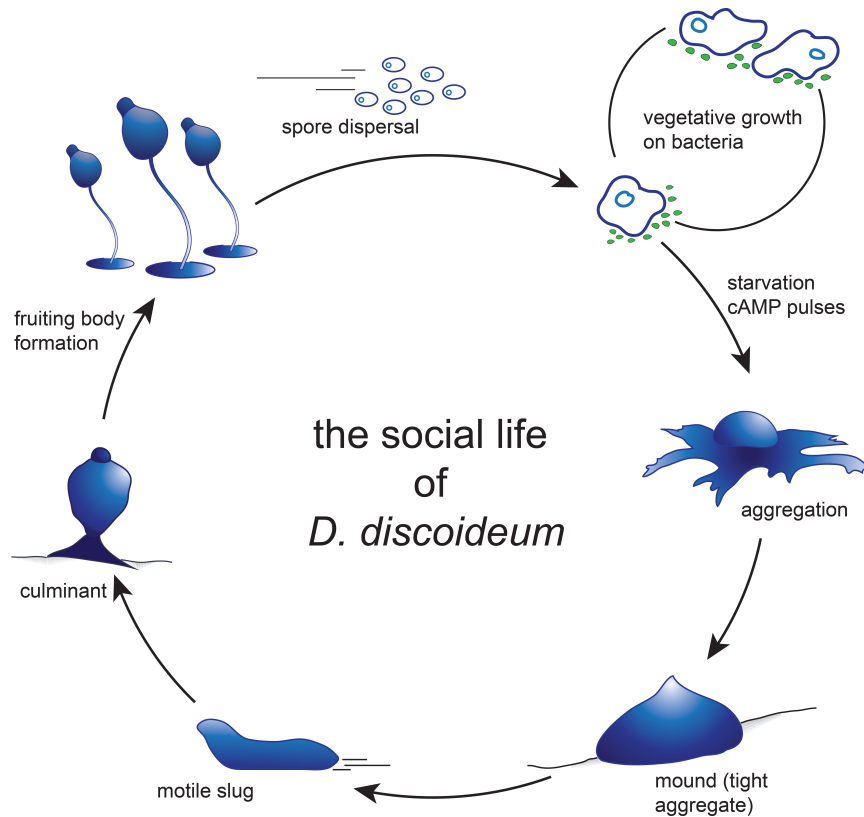 spore dispersal
vegetative growth
on bacteria
starvation
cAMP pulses
aggregation
mound (tight
aggregate)
motile slug
culminant
fruiting body
formation
the social life
of
D. discoideum